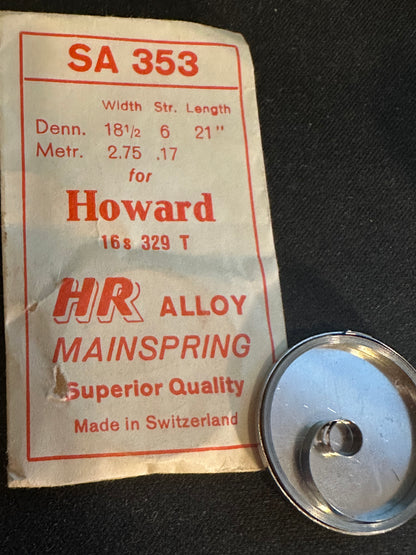 SA 353
Width Str. Length
Denn. 18½ 6 21"
Metr. 2.75 .17
for
Howard
16s 329 T
HR ALLOY
MAINSPRING
Superior Quality
Made in Switzerland